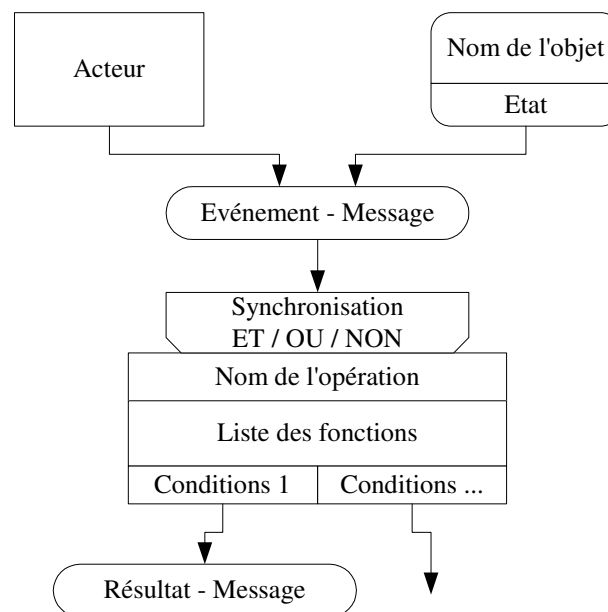 Acteur
Nom de l'objet
Etat
Evénement - Message
Synchronisation
ET / OU / NON
Nom de l'opération
Liste des fonctions
Conditions 1
Conditions ...
Résultat - Message